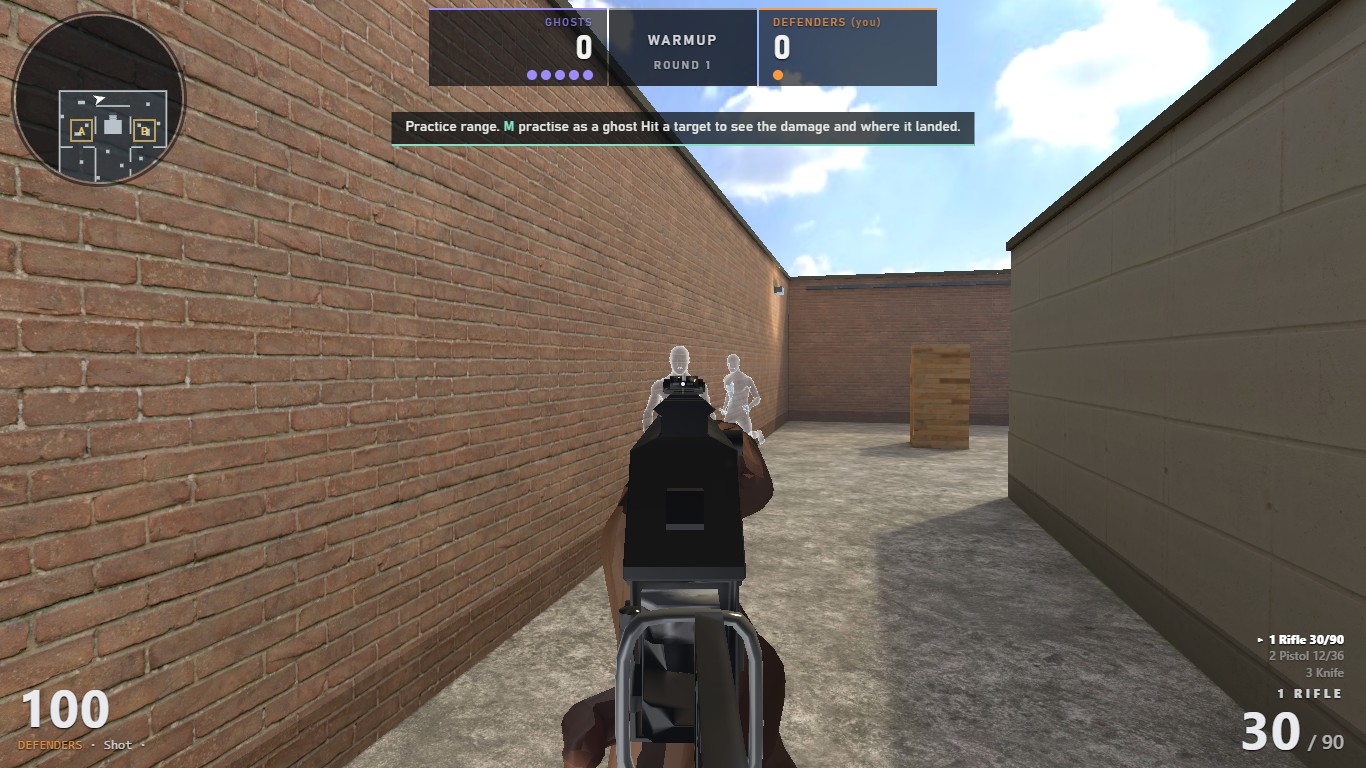 GHOSTS
0
WARMUP
ROUND 1
DEFENDERS (you)
0
A
B
Practice range. M practise as a ghost Hit a target to see the damage and where it landed.
100
DEFENDERS · Shot ·
▸ 1 Rifle 30/90
2 Pistol 12/36
3 Knife
1 RIFLE
30 / 90